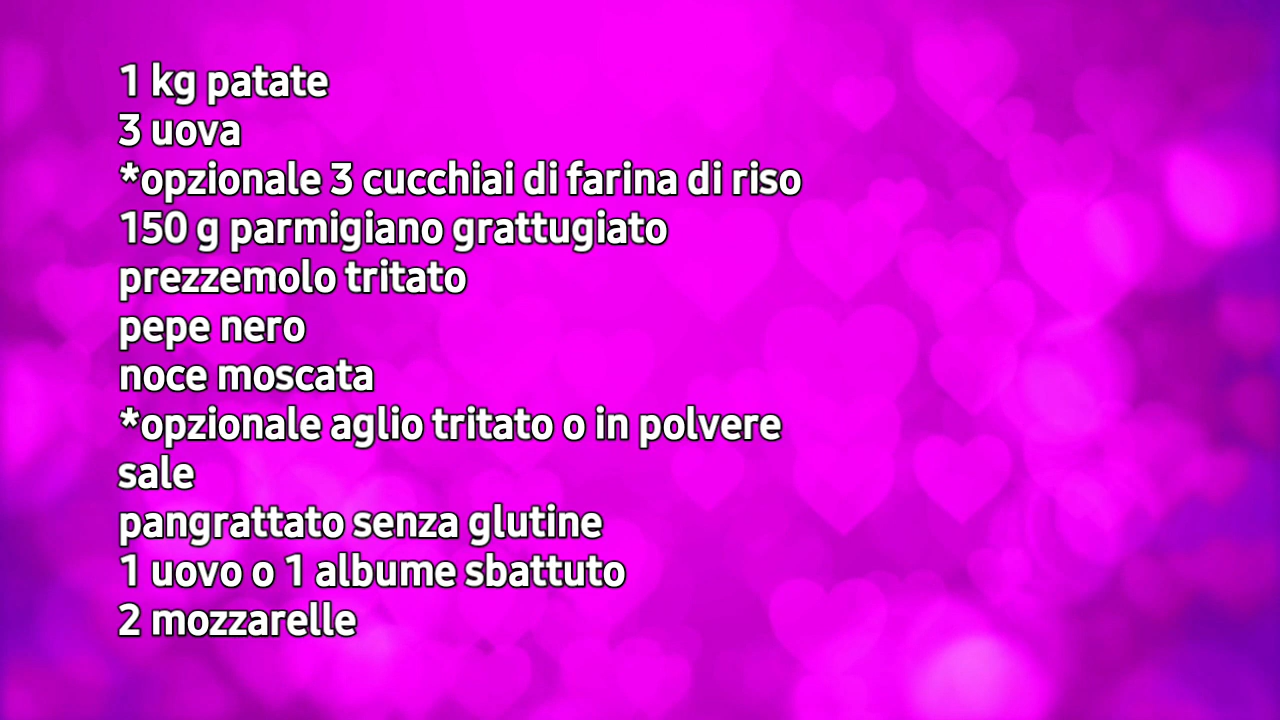 1 kg patate
3 uova
*opzionale 3 cucchiai di farina di riso
150 g parmigiano grattugiato
prezzemolo tritato
pepe nero
noce moscata
*opzionale aglio tritato o in polvere
sale
pangrattato senza glutine
1 uovo o 1 albume sbattuto
2 mozzarelle